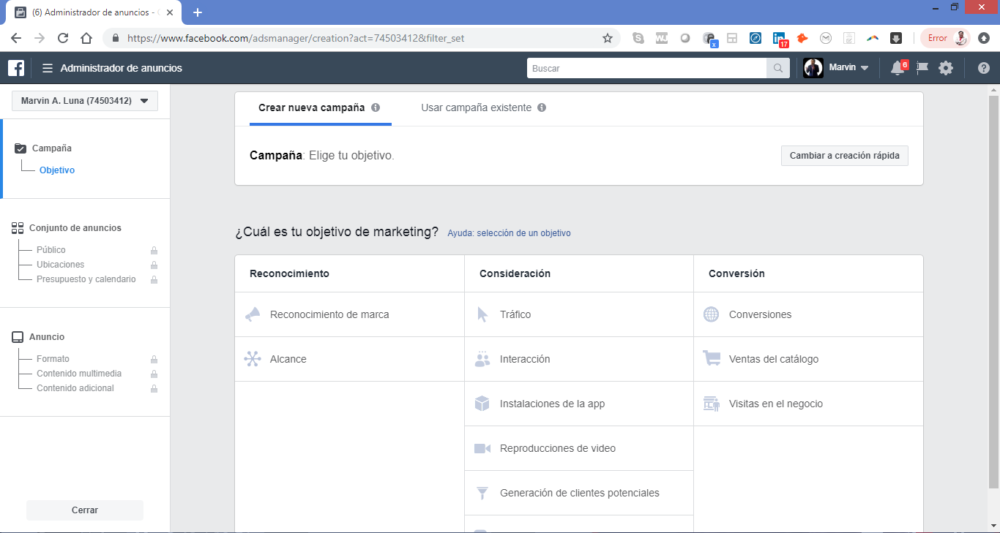 (6) Administrador de anuncios -
https://www.facebook.com/adsmanager/creation?act=74503412&filter_set
17
Error
Administrador de anuncios
Buscar
Marvin
6
Marvin A. Luna (74503412)
Campaña
Objetivo
Conjunto de anuncios
Público
Ubicaciones
Presupuesto y calendario
Anuncio
Formato
Contenido multimedia
Contenido adicional
Cerrar
Crear nueva campaña
Usar campaña existente
Campaña: Elige tu objetivo.
Cambiar a creación rápida
¿Cuál es tu objetivo de marketing? Ayuda: selección de un objetivo
Reconocimiento
Consideración
Conversión
Reconocimiento de marca
Tráfico
Conversiones
Alcance
Interacción
Ventas del catálogo
Instalaciones de la app
Visitas en el negocio
Reproducciones de video
Generación de clientes potenciales